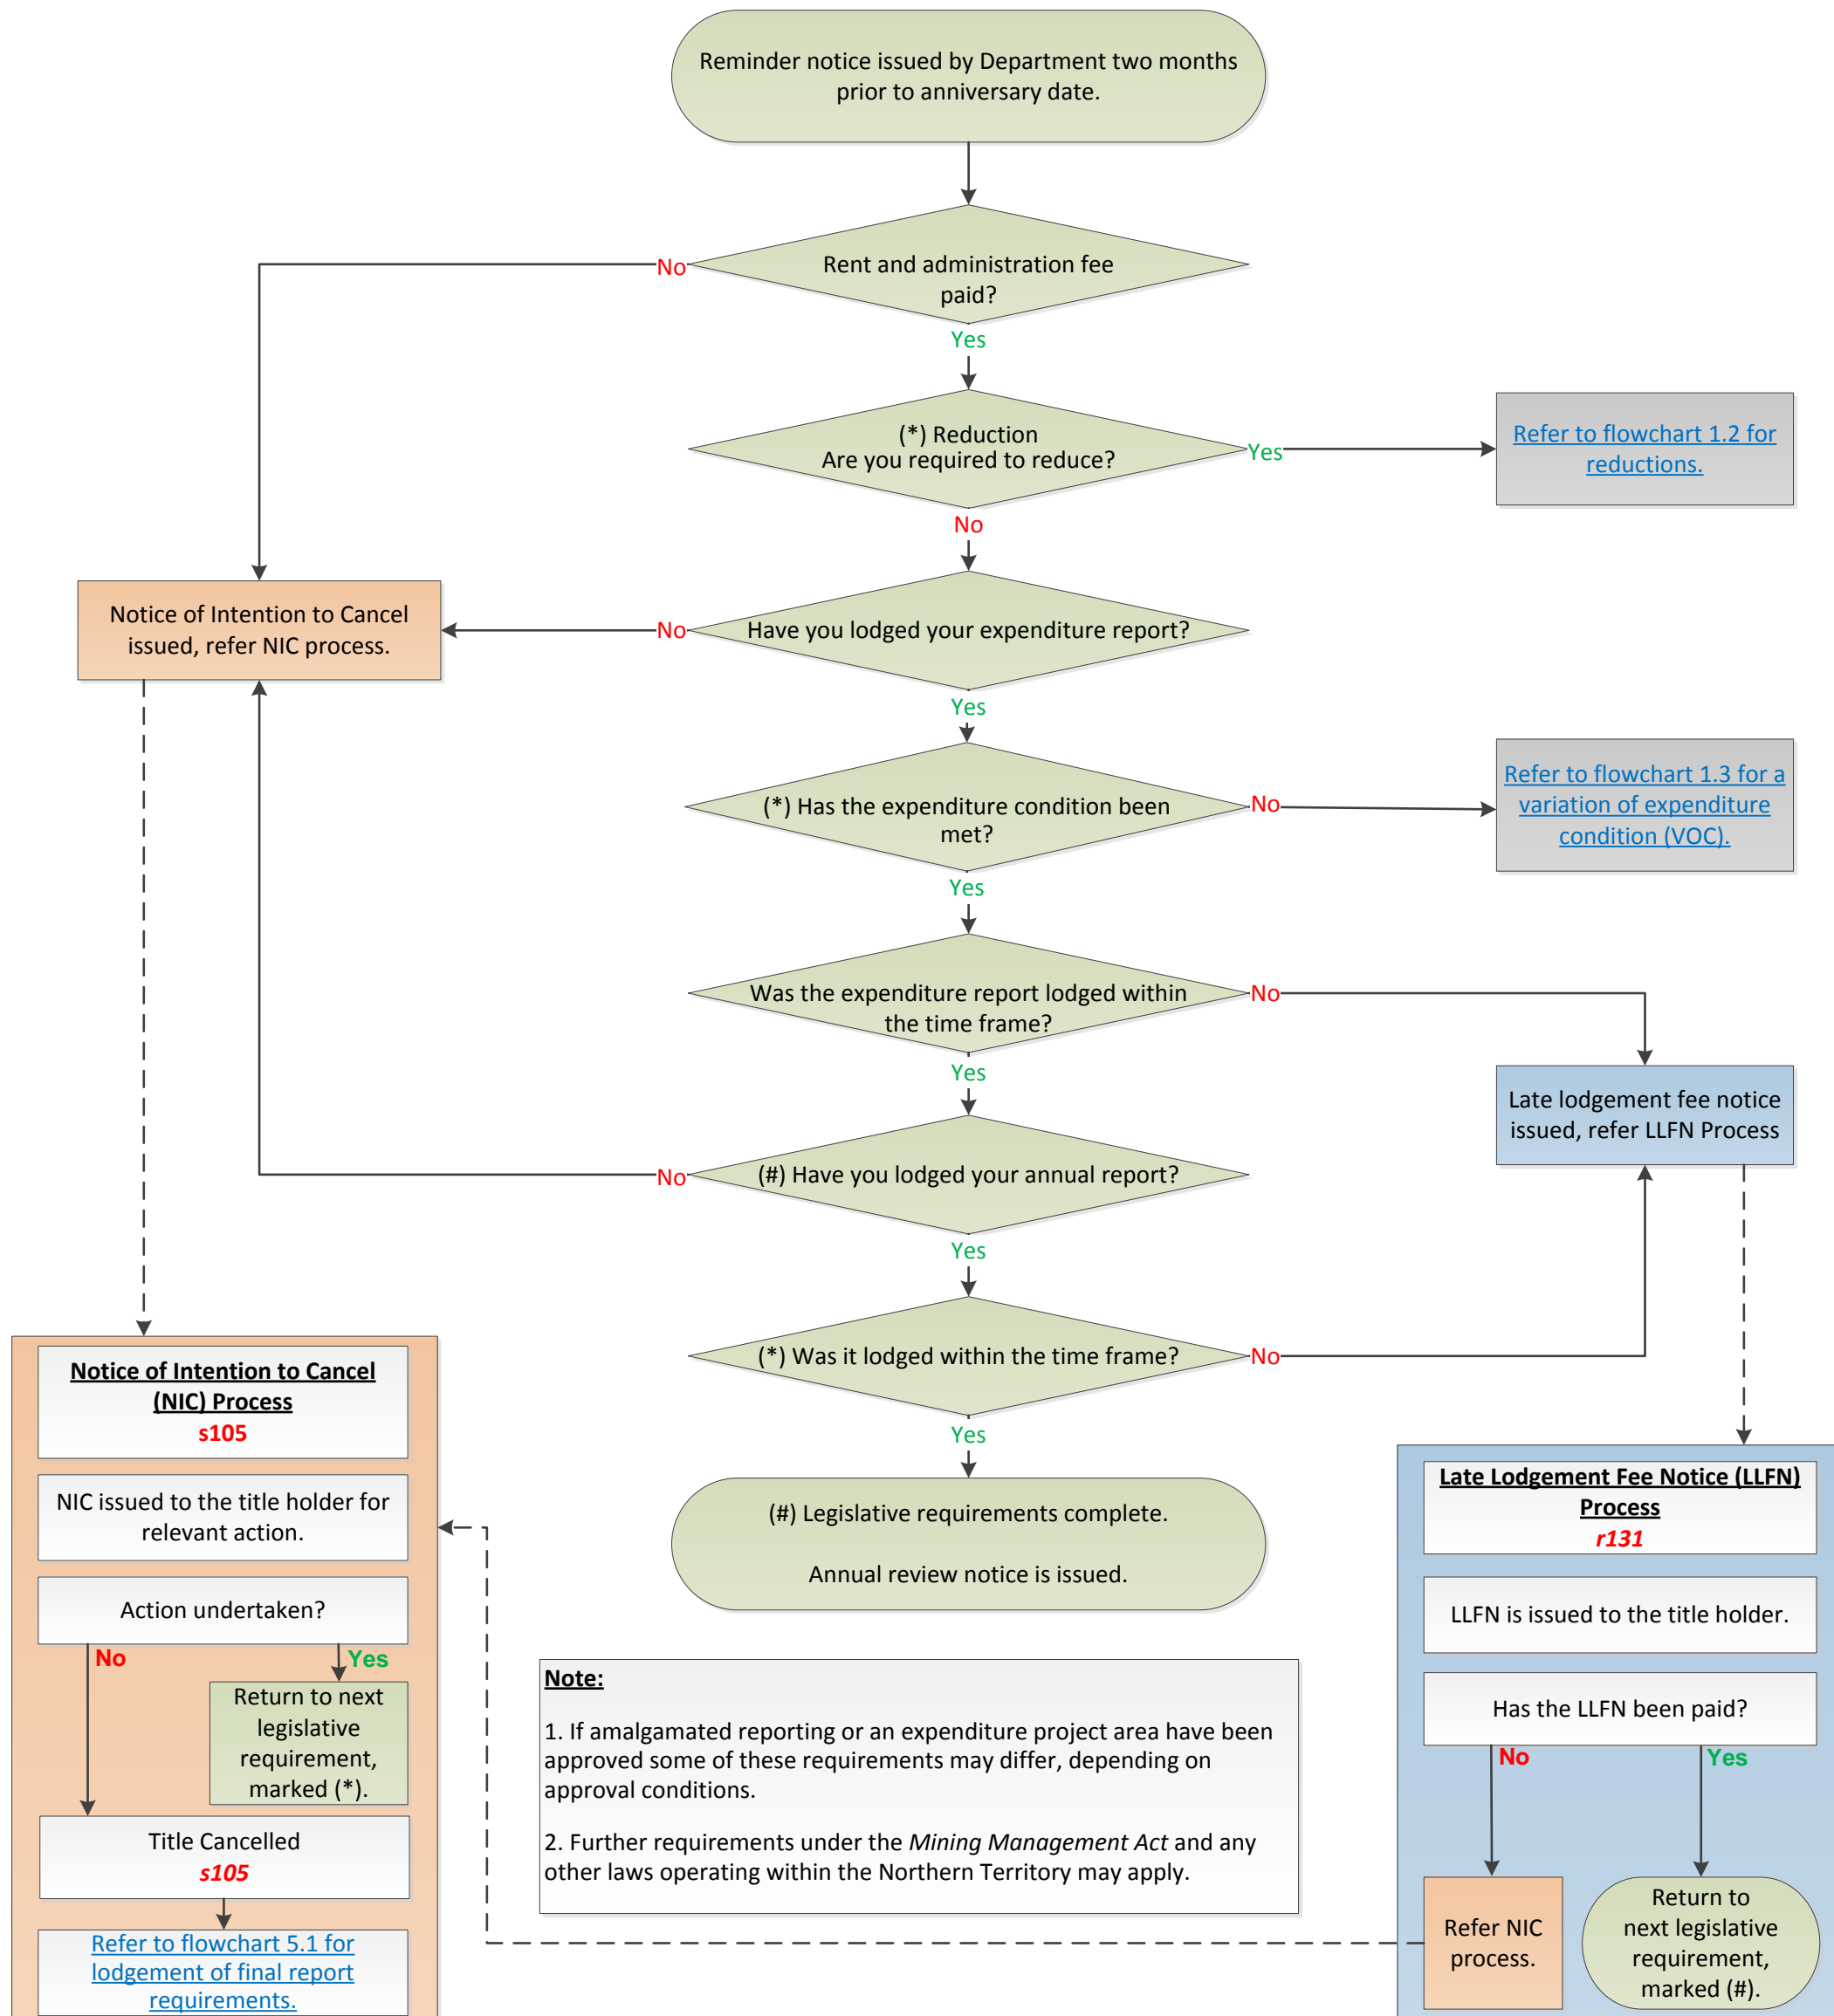 Reminder notice issued by Department two months
prior to anniversary date.
Rent and administration fee
paid?
No
Yes
(*) Reduction
Are you required to reduce?
Yes
Refer to flowchart 1.2 for
reductions.
No
Notice of Intention to Cancel
issued, refer NIC process.
No
Have you lodged your expenditure report?
Yes
(*) Has the expenditure condition been
met?
No
Refer to flowchart 1.3 for a
variation of expenditure
condition (VOC).
Yes
Was the expenditure report lodged within
the time frame?
No
Yes
Late lodgement fee notice
issued, refer LLFN Process
No
(#) Have you lodged your annual report?
Yes
(*) Was it lodged within the time frame?
No
Yes
(#) Legislative requirements complete.
Annual review notice is issued.
Notice of Intention to Cancel
(NIC) Process
s105
NIC issued to the title holder for
relevant action.
Action undertaken?
No
Yes
Return to next
legislative
requirement,
marked (*).
Title Cancelled
s105
Refer to flowchart 5.1 for
lodgement of final report
requirements.
Note:
1. If amalgamated reporting or an expenditure project area have been
approved some of these requirements may differ, depending on
approval conditions.
2. Further requirements under the Mining Management Act and any
other laws operating within the Northern Territory may apply.
Late Lodgement Fee Notice (LLFN)
Process
r131
LLFN is issued to the title holder.
Has the LLFN been paid?
No
Yes
Refer NIC
process.
Return to
next legislative
requirement,
marked (#).